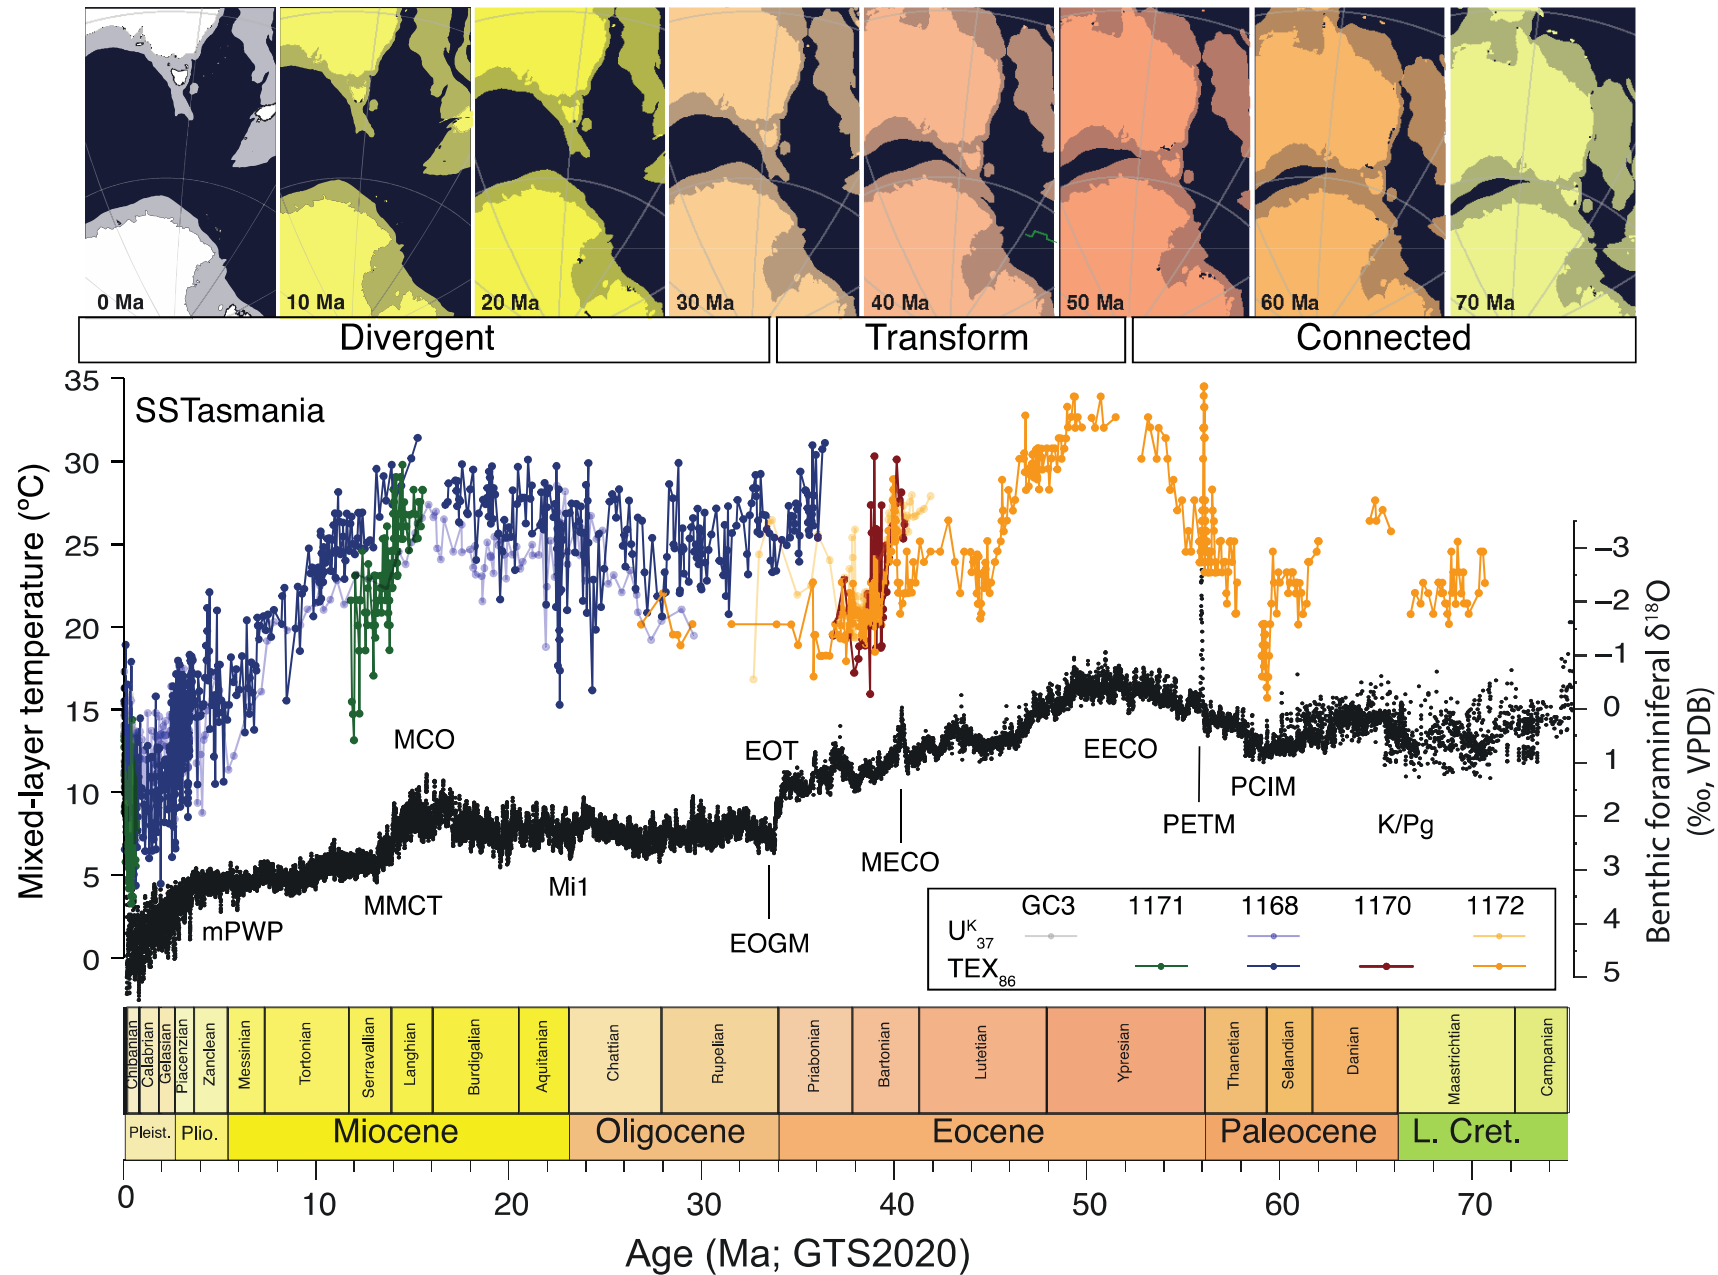 0 Ma
10 Ma
20 Ma
30 Ma
40 Ma
50 Ma
60 Ma
70 Ma
Divergent
Transform
Connected
SSTasmania
Mixed-layer temperature (ºC)
35
30
25
20
15
10
5
0
Benthic foraminiferal δ18O
(‰, VPDB)
–3
–2
–1
0
1
2
3
4
5
MCO
EOT
EECO
PCIM
PETM
K/Pg
MECO
Mi1
MMCT
mPWP
EOGM
GC3 1171 1168 1170 1172
UK37
TEX86
Chibanian
Calabrian
Gelasian
Piacenzian
Zanclean
Messinian
Tortonian
Serravallian
Langhian
Burdigalian
Aquitanian
Chattian
Rupelian
Priabonian
Bartonian
Lutetian
Ypresian
Thanetian
Selandian
Danian
Maastrichtian
Campanian
Pleist.
Plio.
Miocene
Oligocene
Eocene
Paleocene
L. Cret.
0 10 20 30 40 50 60 70
Age (Ma; GTS2020)